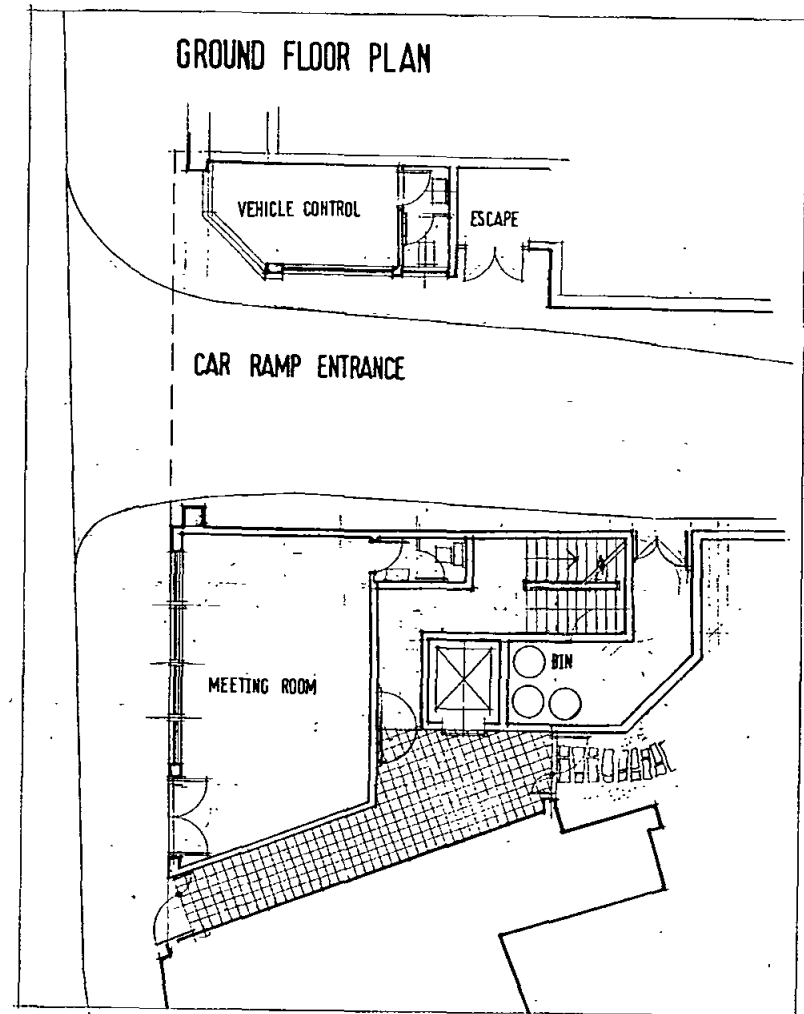 GROUND FLOOR PLAN
VEHICLE CONTROL
ESCAPE
CAR RAMP ENTRANCE
MEETING ROOM
BIN